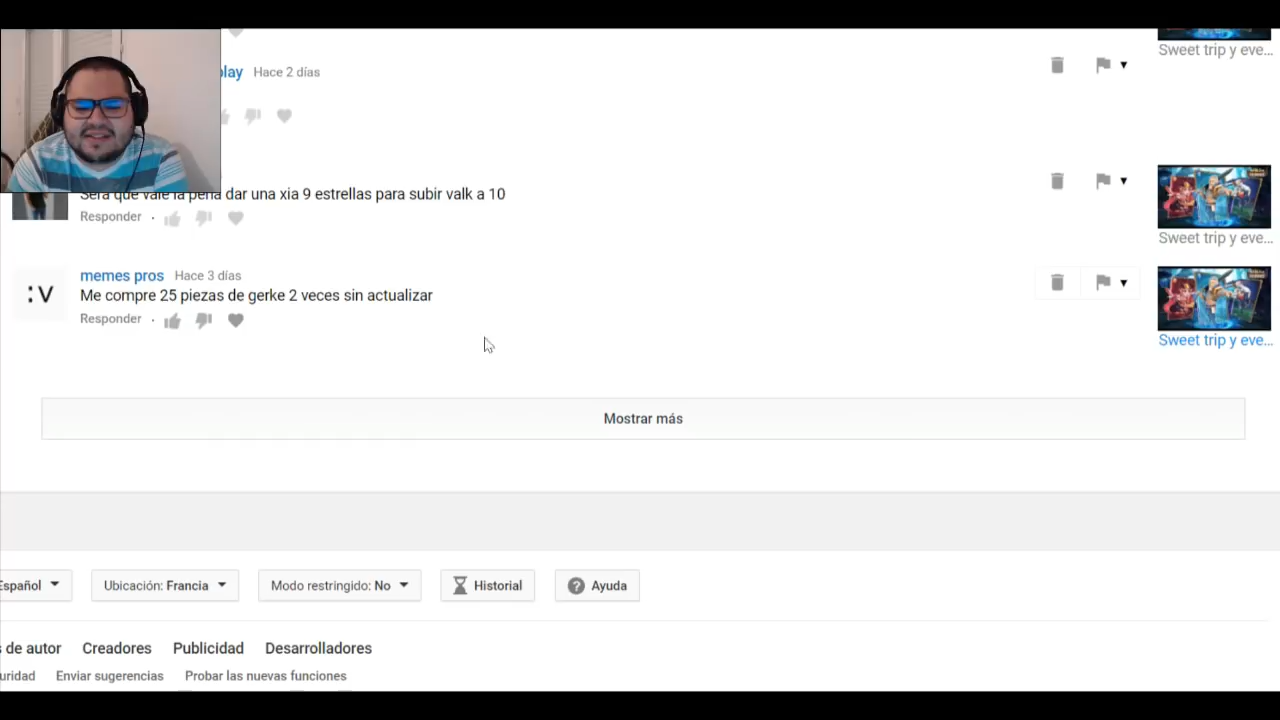 Sweet trip y eve...
play Hace 2 días
Sera que vale la pena dar una xia 9 estrellas para subir valk a 10
Responder ·
Sweet trip y eve...
:V
memes pros Hace 3 días
Me compre 25 piezas de gerke 2 veces sin actualizar
Responder ·
Sweet trip y eve...
Mostrar más
Español
Ubicación: Francia
Modo restringido: No
Historial
Ayuda
s de autor Creadores Publicidad Desarrolladores
uridad Enviar sugerencias Probar las nuevas funciones